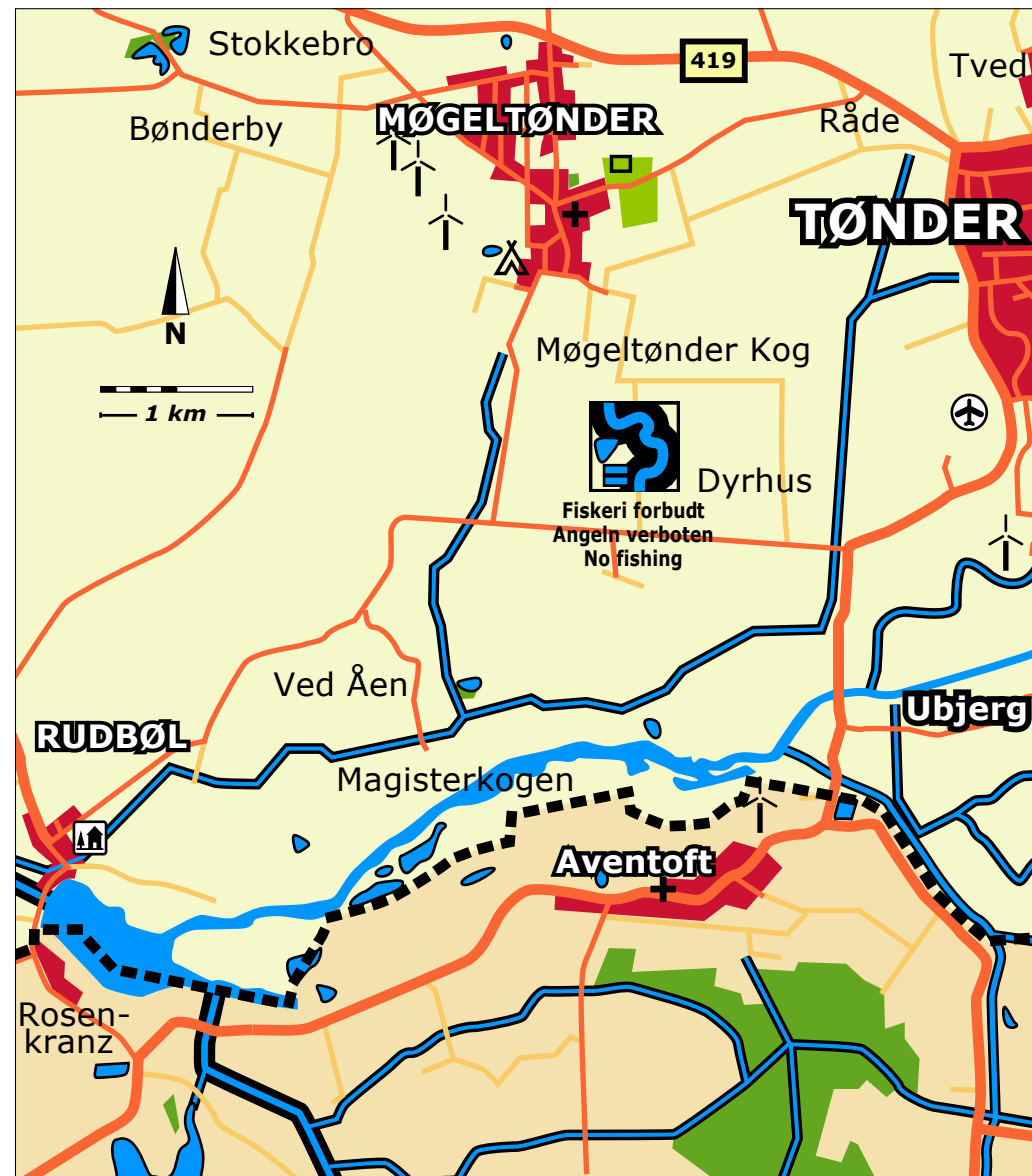 Stokkebro
419
Tved
MØGELTØNDER
Bønderby
Råde
TØNDER
N
Møgeltønder Kog
1 km
Dyrhus
Fiskeri forbudt
Angeln verboten
No fishing
Ved Åen
Ubjerg
RUDBØL
Magisterkogen
Aventoft
Rosen-
kranz